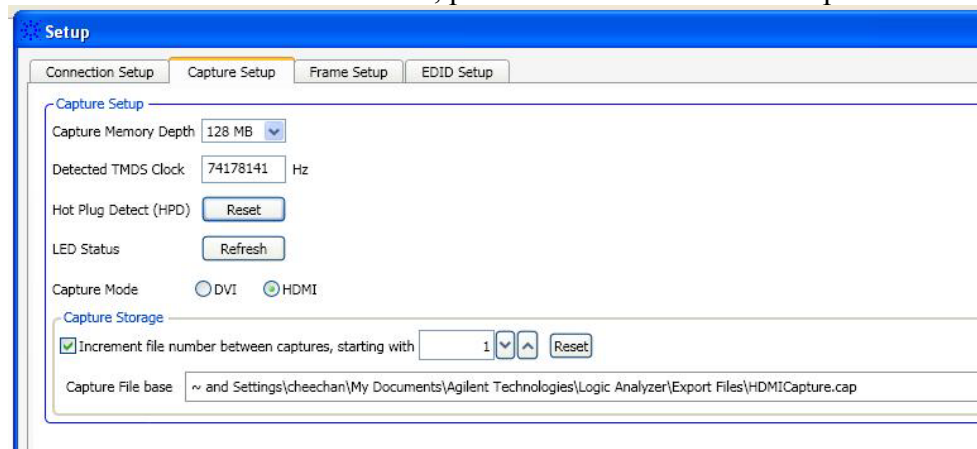 Setup
Connection Setup Capture Setup Frame Setup EDID Setup
Capture Setup
Capture Memory Depth 128 MB
Detected TMDS Clock 74178141 Hz
Hot Plug Detect (HPD) Reset
LED Status Refresh
Capture Mode DVI HDMI
Capture Storage
Increment file number between captures, starting with 1 Reset
Capture File base ~ and Settings\cheechan\My Documents\Agilent Technologies\Logic Analyzer\Export Files\HDMICapture.cap